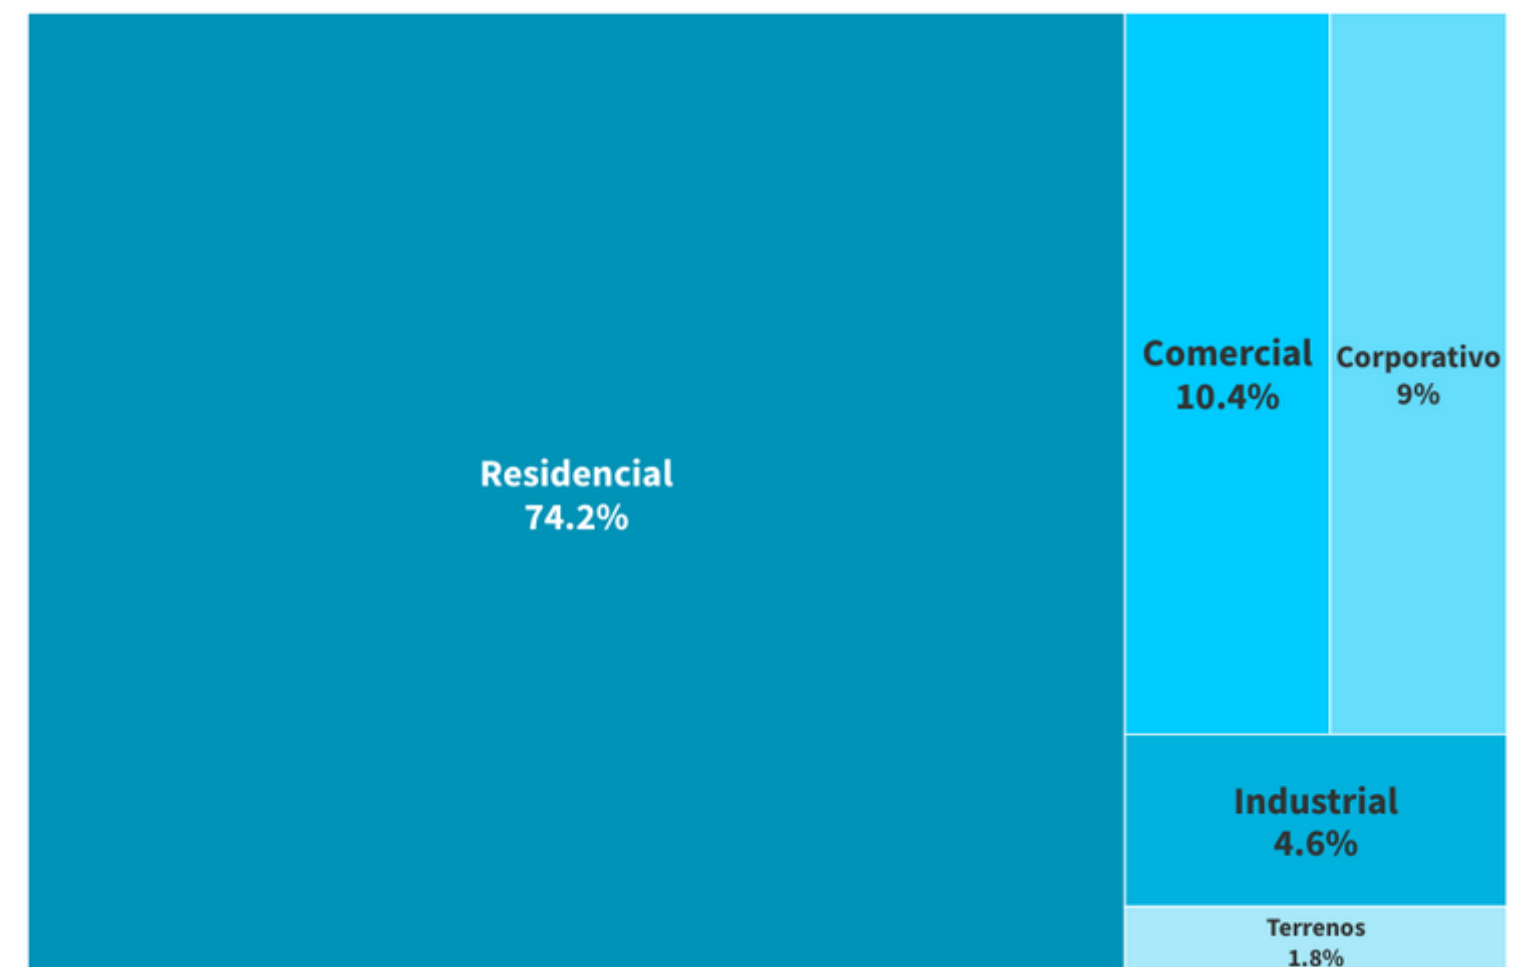 Residencial
74.2%
Comercial
10.4%
Corporativo
9%
Industrial
4.6%
Terrenos
1.8%